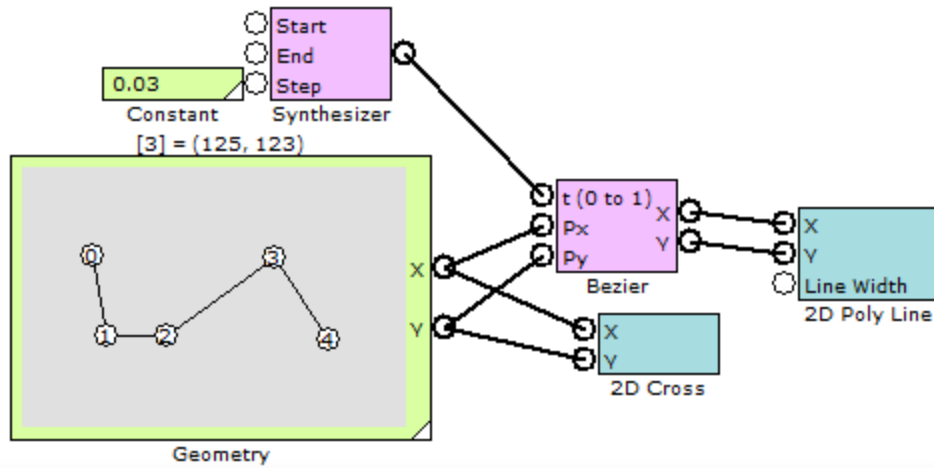 Start
End
0.03
Step
Constant
Synthesizer
[3] = (125, 123)
t (0 to 1)
X
Px
Y
Py
Bezier
X
Y
Line Width
2D Poly Line
0
3
1
2
4
X
Y
X
Y
2D Cross
Geometry